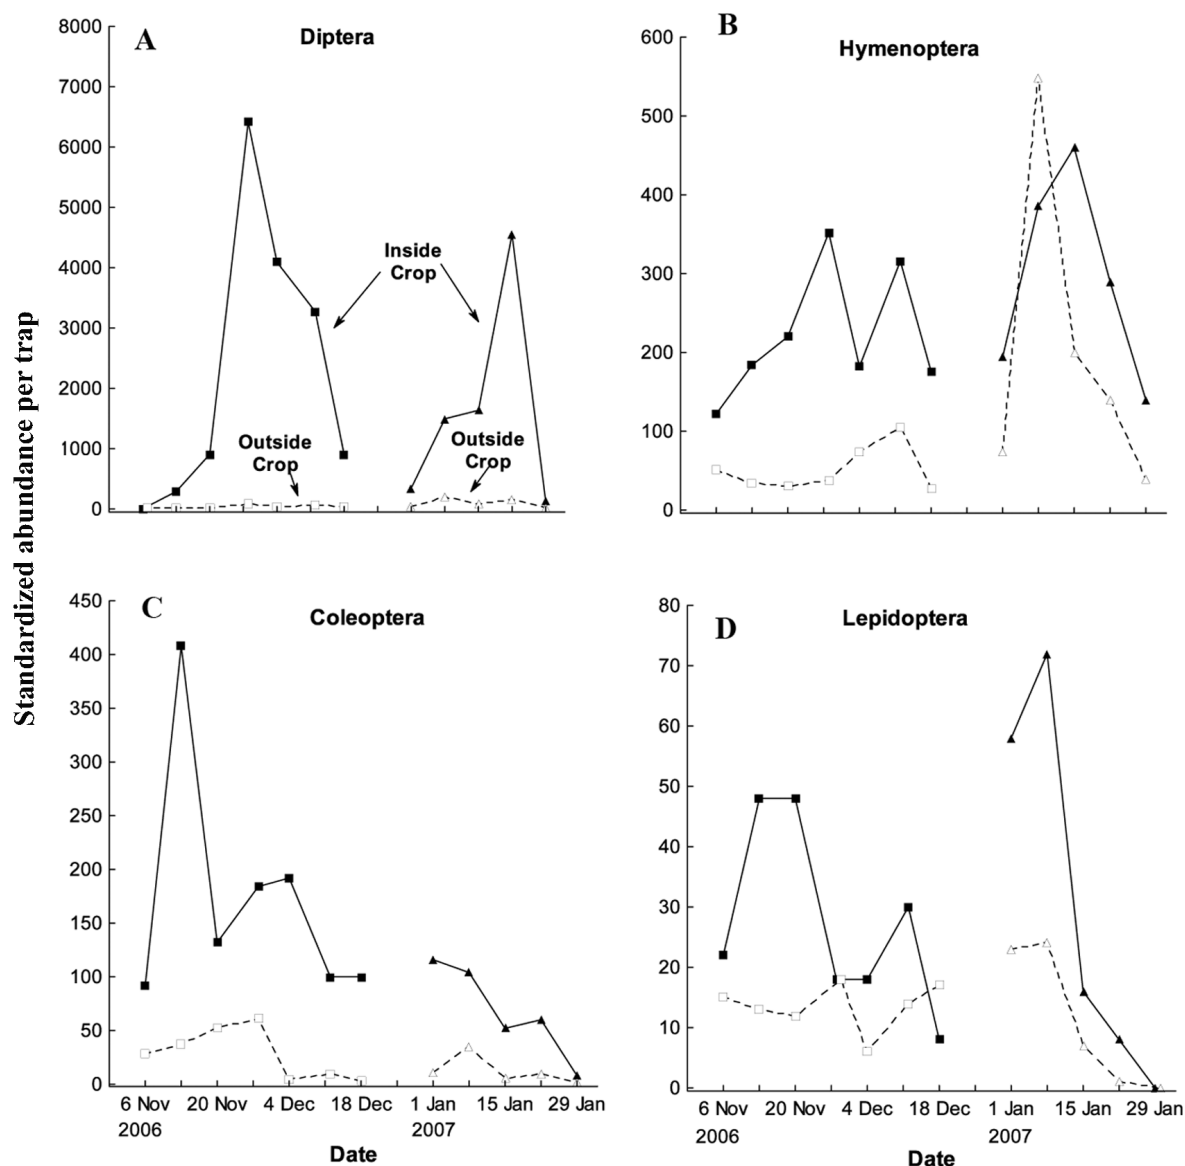 Standardized abundance per trap
A
Diptera
8000
7000
6000
5000
4000
3000
2000
1000
0
Inside
Crop
Outside
Crop
Outside
Crop
B
Hymenoptera
600
500
400
300
200
100
0
C
Coleoptera
450
400
350
300
250
200
150
100
50
0
6 Nov 20 Nov 4 Dec 18 Dec 1 Jan 15 Jan 29 Jan
2006 2007
Date
D
Lepidoptera
80
70
60
50
40
30
20
10
0
6 Nov 20 Nov 4 Dec 18 Dec 1 Jan 15 Jan 29 Jan
2006 2007
Date